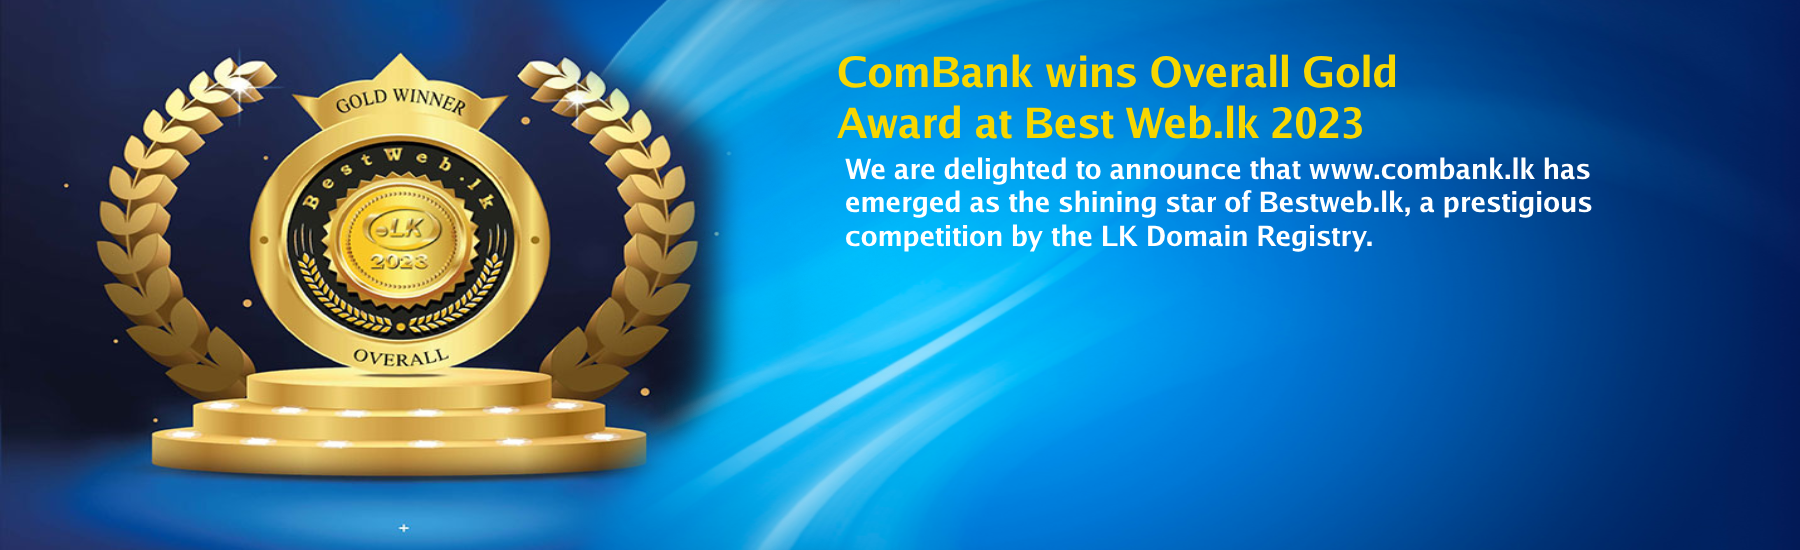 GOLD WINNER
BestWeb.lk
.LK
2023
OVERALL
ComBank wins Overall Gold
Award at Best Web.lk 2023
We are delighted to announce that www.combank.lk has
emerged as the shining star of Bestweb.lk, a prestigious
competition by the LK Domain Registry.